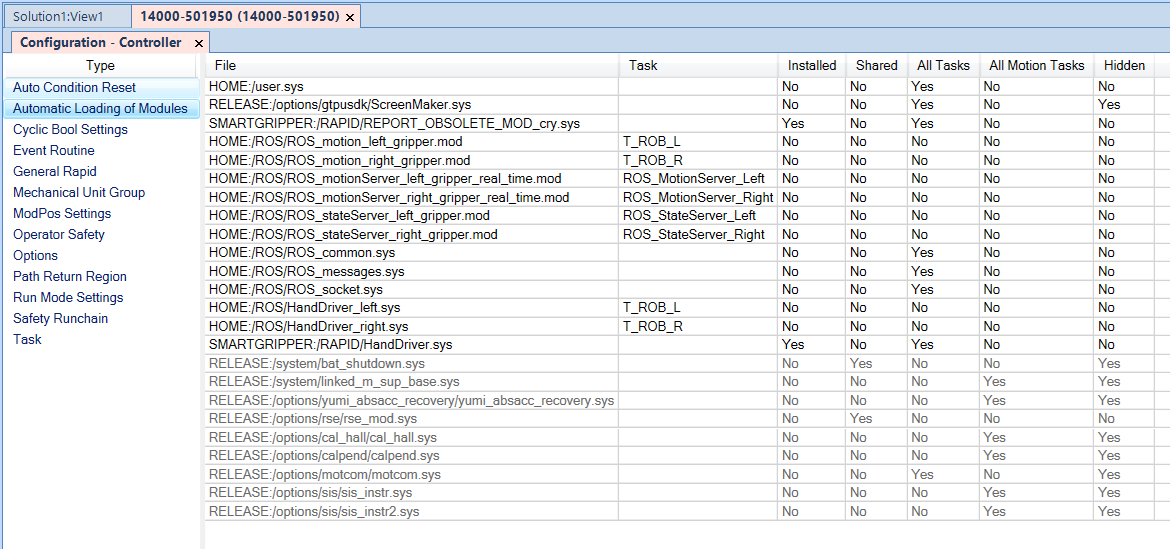 Solution1:View1 14000-501950 (14000-501950) ×
Configuration - Controller ×
Type File Task Installed Shared All Tasks All Motion Tasks Hidden
Auto Condition Reset
Automatic Loading of Modules
Cyclic Bool Settings
Event Routine
General Rapid
Mechanical Unit Group
ModPos Settings
Operator Safety
Options
Path Return Region
Run Mode Settings
Safety Runchain
Task
HOME:/user.sys No No Yes No No
RELEASE:/options/gtpusdk/ScreenMaker.sys No No Yes No Yes
SMARTGRIPPER:/RAPID/REPORT_OBSOLETE_MOD_cry.sys Yes No Yes No No
HOME:/ROS/ROS_motion_left_gripper.mod T_ROB_L No No No No No
HOME:/ROS/ROS_motion_right_gripper.mod T_ROB_R No No No No No
HOME:/ROS/ROS_motionServer_left_gripper_real_time.mod ROS_MotionServer_Left No No No No No
HOME:/ROS/ROS_motionServer_right_gripper_real_time.mod ROS_MotionServer_Right No No No No No
HOME:/ROS/ROS_stateServer_left_gripper.mod ROS_StateServer_Left No No No No No
HOME:/ROS/ROS_stateServer_right_gripper.mod ROS_StateServer_Right No No No No No
HOME:/ROS/ROS_common.sys No No Yes No No
HOME:/ROS/ROS_messages.sys No No Yes No No
HOME:/ROS/ROS_socket.sys No No Yes No No
HOME:/ROS/HandDriver_left.sys T_ROB_L No No No No No
HOME:/ROS/HandDriver_right.sys T_ROB_R No No No No No
SMARTGRIPPER:/RAPID/HandDriver.sys Yes No Yes No No
RELEASE:/system/bat_shutdown.sys No Yes No No Yes
RELEASE:/system/linked_m_sup_base.sys No No No Yes Yes
RELEASE:/options/yumi_absacc_recovery/yumi_absacc_recovery.sys No No No Yes Yes
RELEASE:/options/rse/rse_mod.sys No Yes No No Yes
RELEASE:/options/cal_hall/cal_hall.sys No No No Yes Yes
RELEASE:/options/calpend/calpend.sys No No No Yes Yes
RELEASE:/options/motcom/motcom.sys No No Yes No Yes
RELEASE:/options/sis/sis_instr.sys No No No Yes Yes
RELEASE:/options/sis/sis_instr2.sys No No No Yes Yes